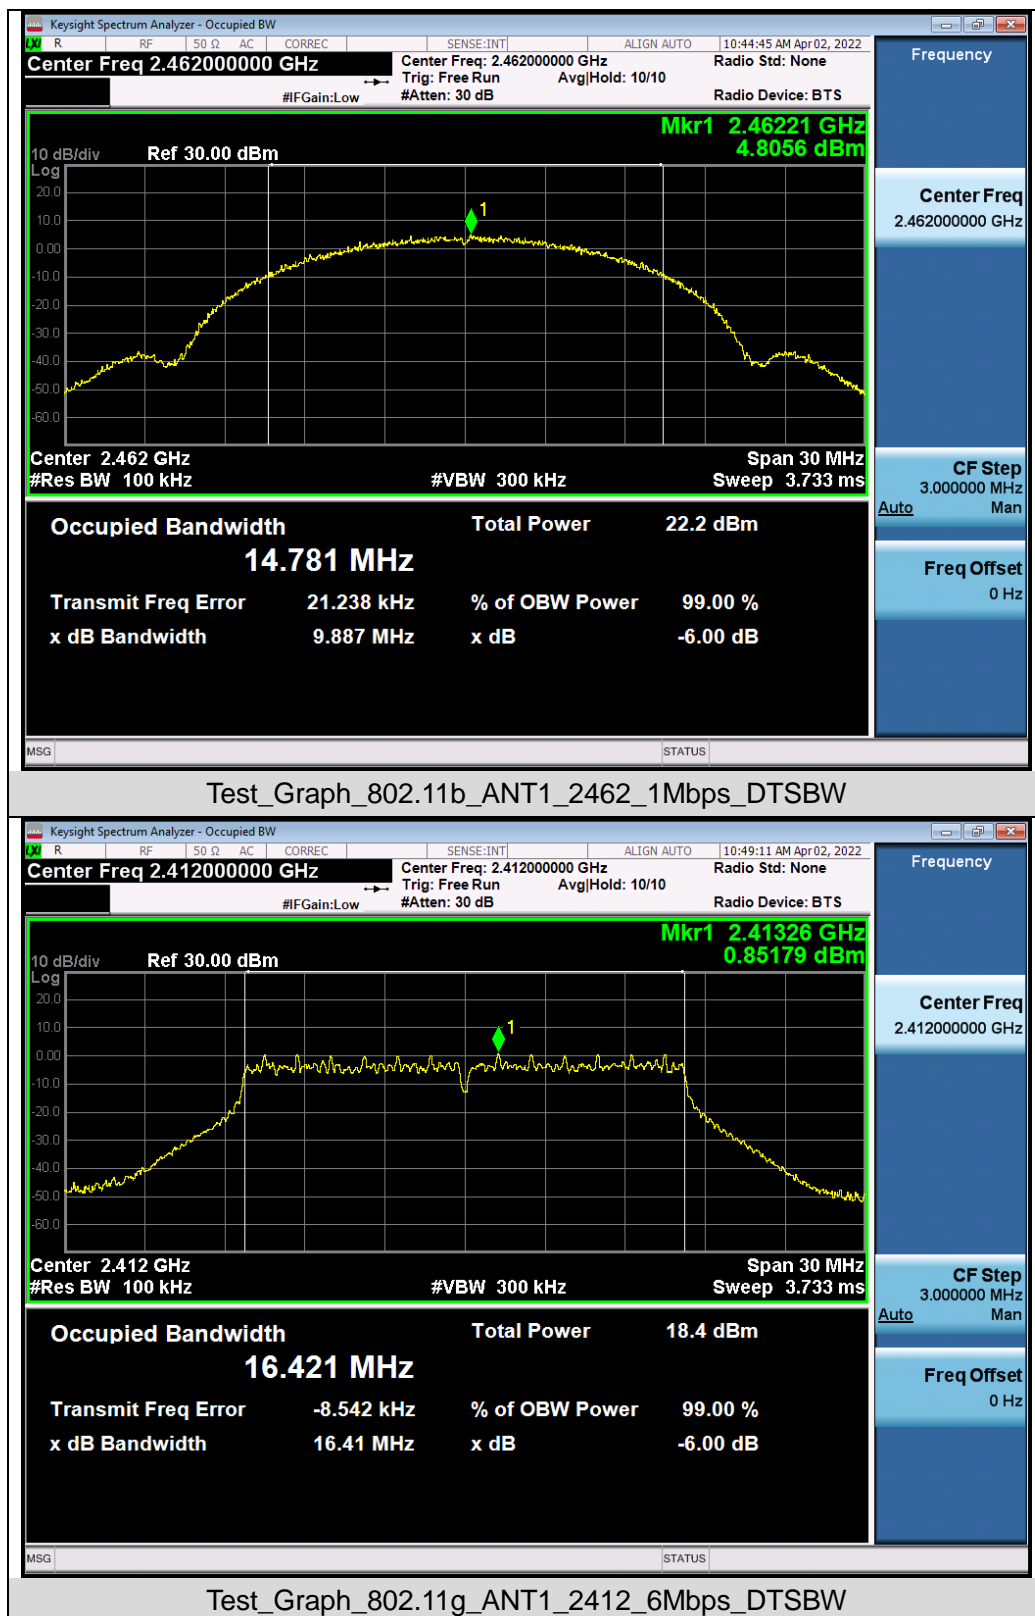 Keysight Spectrum Analyzer - Occupied BW
LXI R RF 50 Ω AC CORREC SENSE:INT ALIGN AUTO 10:44:45 AM Apr 02, 2022
Center Freq 2.462000000 GHz
Center Freq: 2.462000000 GHz Radio Std: None
Trig: Free Run Avg|Hold: 10/10
#IFGain:Low #Atten: 30 dB Radio Device: BTS
Frequency
Mkr1 2.46221 GHz
4.8056 dBm
10 dB/div Ref 30.00 dBm
Log
20.0
10.0
0.00
-10.0
-20.0
-30.0
-40.0
-50.0
-60.0
1
Center 2.462 GHz Span 30 MHz
#Res BW 100 kHz #VBW 300 kHz Sweep 3.733 ms
Center Freq
2.462000000 GHz
CF Step
3.000000 MHz
Auto Man
Freq Offset
0 Hz
Occupied Bandwidth Total Power 22.2 dBm
14.781 MHz
Transmit Freq Error 21.238 kHz % of OBW Power 99.00 %
x dB Bandwidth 9.887 MHz x dB -6.00 dB
MSG STATUS
Test_Graph_802.11b_ANT1_2462_1Mbps_DTSBW
Keysight Spectrum Analyzer - Occupied BW
LXI R RF 50 Ω AC CORREC SENSE:INT ALIGN AUTO 10:49:11 AM Apr 02, 2022
Center Freq 2.412000000 GHz
Center Freq: 2.412000000 GHz Radio Std: None
Trig: Free Run Avg|Hold: 10/10
#IFGain:Low #Atten: 30 dB Radio Device: BTS
Frequency
Mkr1 2.41326 GHz
0.85179 dBm
10 dB/div Ref 30.00 dBm
Log
20.0
10.0
0.00
-10.0
-20.0
-30.0
-40.0
-50.0
-60.0
1
Center 2.412 GHz Span 30 MHz
#Res BW 100 kHz #VBW 300 kHz Sweep 3.733 ms
Center Freq
2.412000000 GHz
CF Step
3.000000 MHz
Auto Man
Freq Offset
0 Hz
Occupied Bandwidth Total Power 18.4 dBm
16.421 MHz
Transmit Freq Error -8.542 kHz % of OBW Power 99.00 %
x dB Bandwidth 16.41 MHz x dB -6.00 dB
MSG STATUS
Test_Graph_802.11g_ANT1_2412_6Mbps_DTSBW